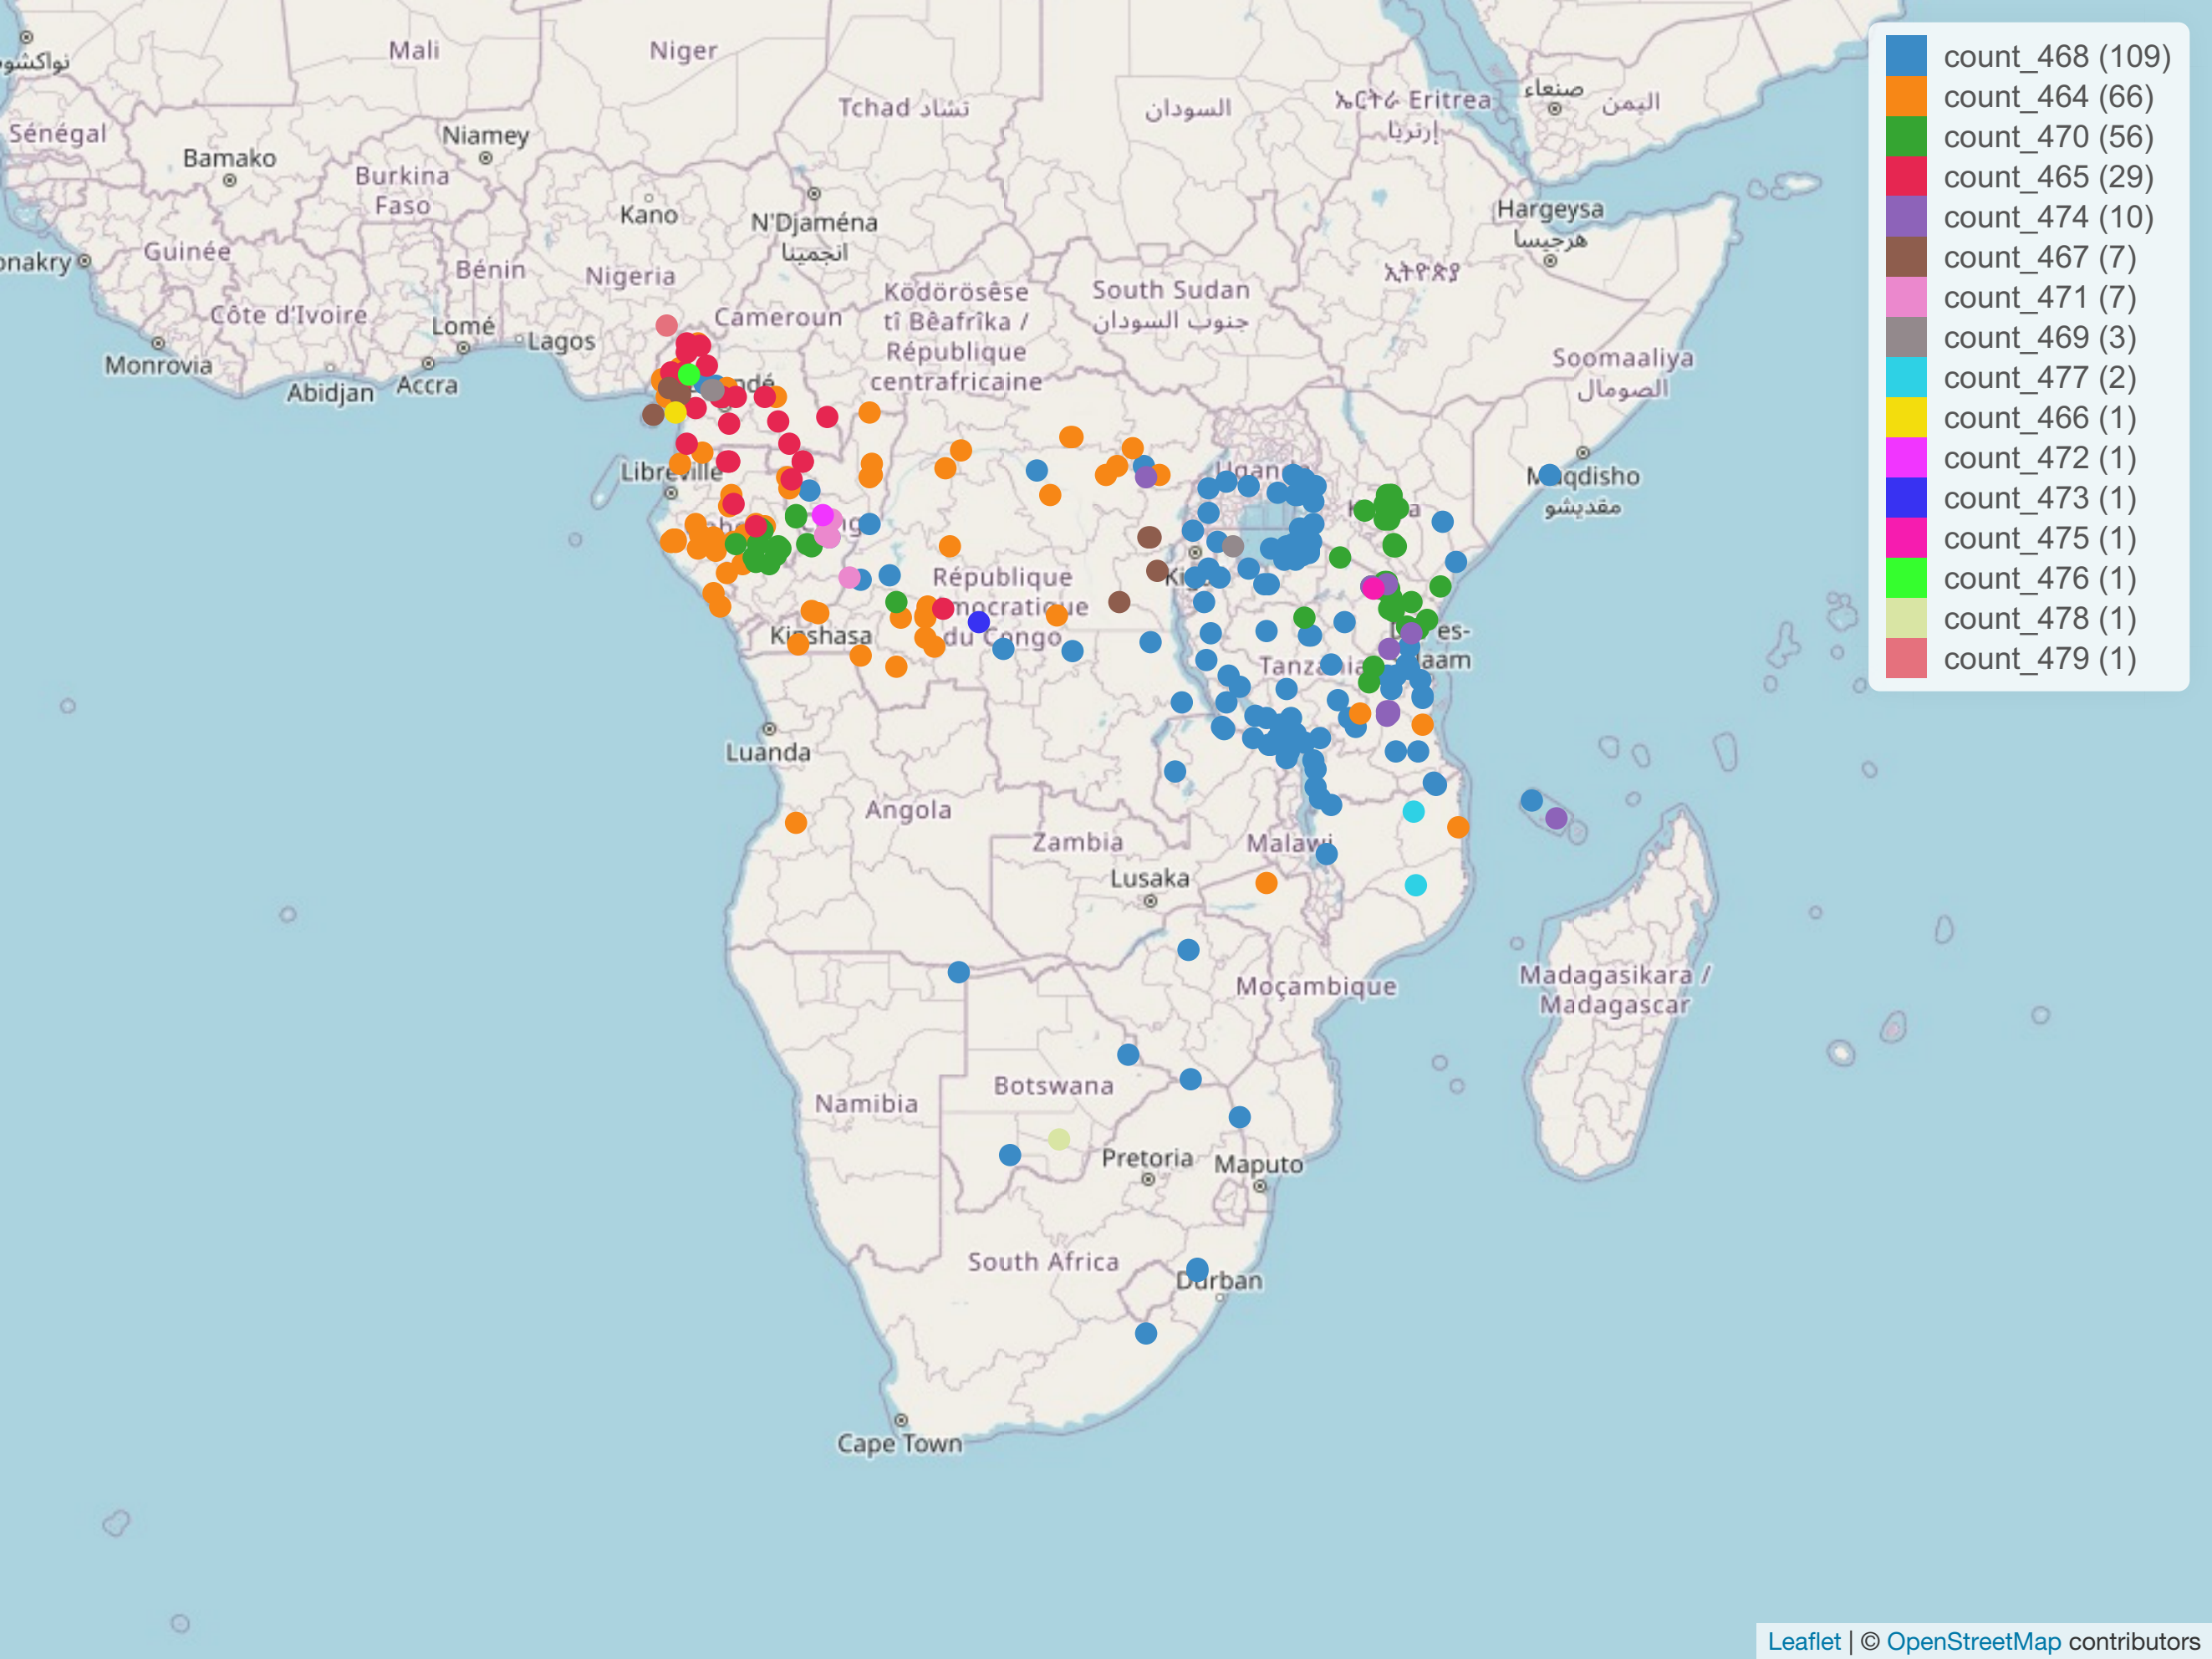 Mali
Niger
Tchad تشاد
السودان
ኤርትራ Eritrea
إرتريا
صنعاء
اليمن
نواكشوط
Sénégal
Bamako
Niamey
Burkina
Faso
Kano
N'Djaména
انجمينا
Hargeysa
هرجيسا
onakry
Guinée
Bénin
Nigeria
Ködörösêse
tî Bêafrîka /
République
centrafricaine
South Sudan
جنوب السودان
ኢትዮጵያ
Côte d'Ivoire
Lomé
Lagos
Cameroun
Monrovia
Abidjan
Accra
Soomaaliya
الصومال
Libreville
Uganda
Muqdisho
مقديشو
République
du Congo
Kinshasa
Tanzania
Luanda
Angola
Zambia
Malawi
Lusaka
Moçambique
Madagasikara /
Madagascar
Namibia
Botswana
Pretoria
Maputo
South Africa
Durban
Cape Town
count_468 (109)
count_464 (66)
count_470 (56)
count_465 (29)
count_474 (10)
count_467 (7)
count_471 (7)
count_469 (3)
count_477 (2)
count_466 (1)
count_472 (1)
count_473 (1)
count_475 (1)
count_476 (1)
count_478 (1)
count_479 (1)
Leaflet | © OpenStreetMap contributors